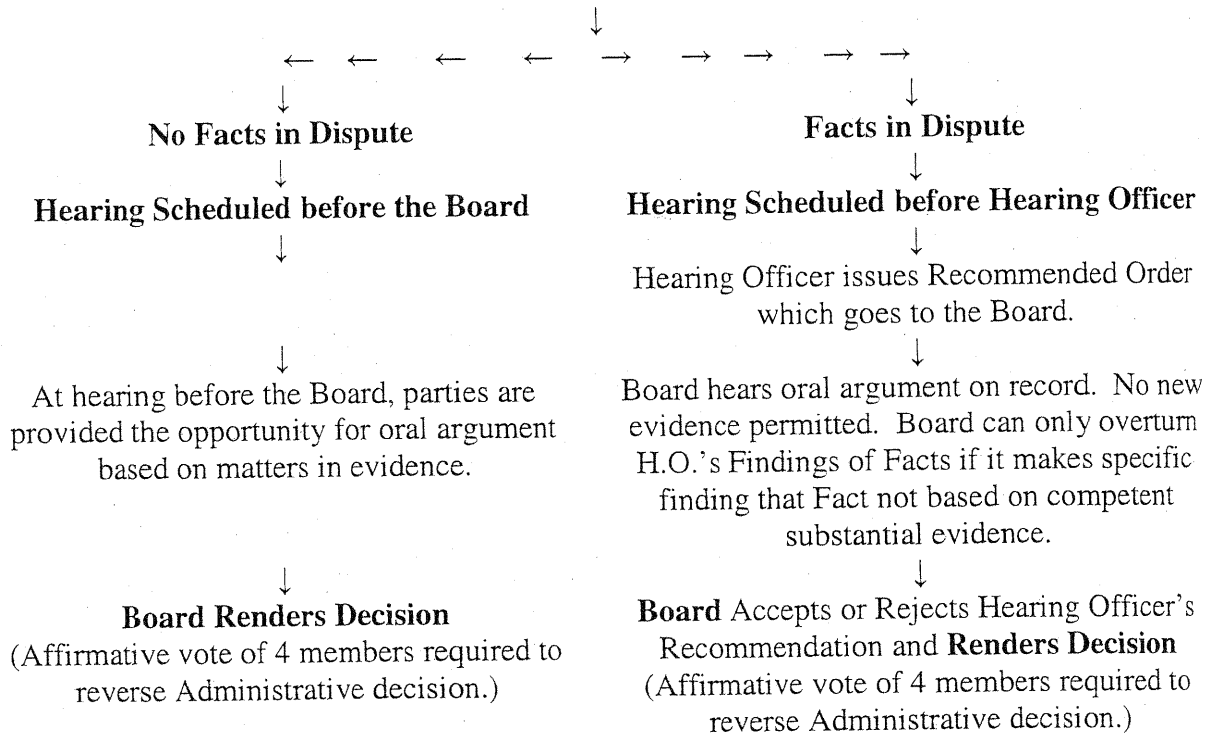 ↓
← ← ← ← → → → → →
↓
No Facts in Dispute
↓
Hearing Scheduled before the Board
↓
↓
At hearing before the Board, parties are
provided the opportunity for oral argument
based on matters in evidence.
↓
Board Renders Decision
(Affirmative vote of 4 members required to
reverse Administrative decision.)
↓
Facts in Dispute
↓
Hearing Scheduled before Hearing Officer
↓
Hearing Officer issues Recommended Order
which goes to the Board.
↓
Board hears oral argument on record. No new
evidence permitted. Board can only overturn
H.O.'s Findings of Facts if it makes specific
finding that Fact not based on competent
substantial evidence.
↓
Board Accepts or Rejects Hearing Officer's
Recommendation and Renders Decision
(Affirmative vote of 4 members required to
reverse Administrative decision.)